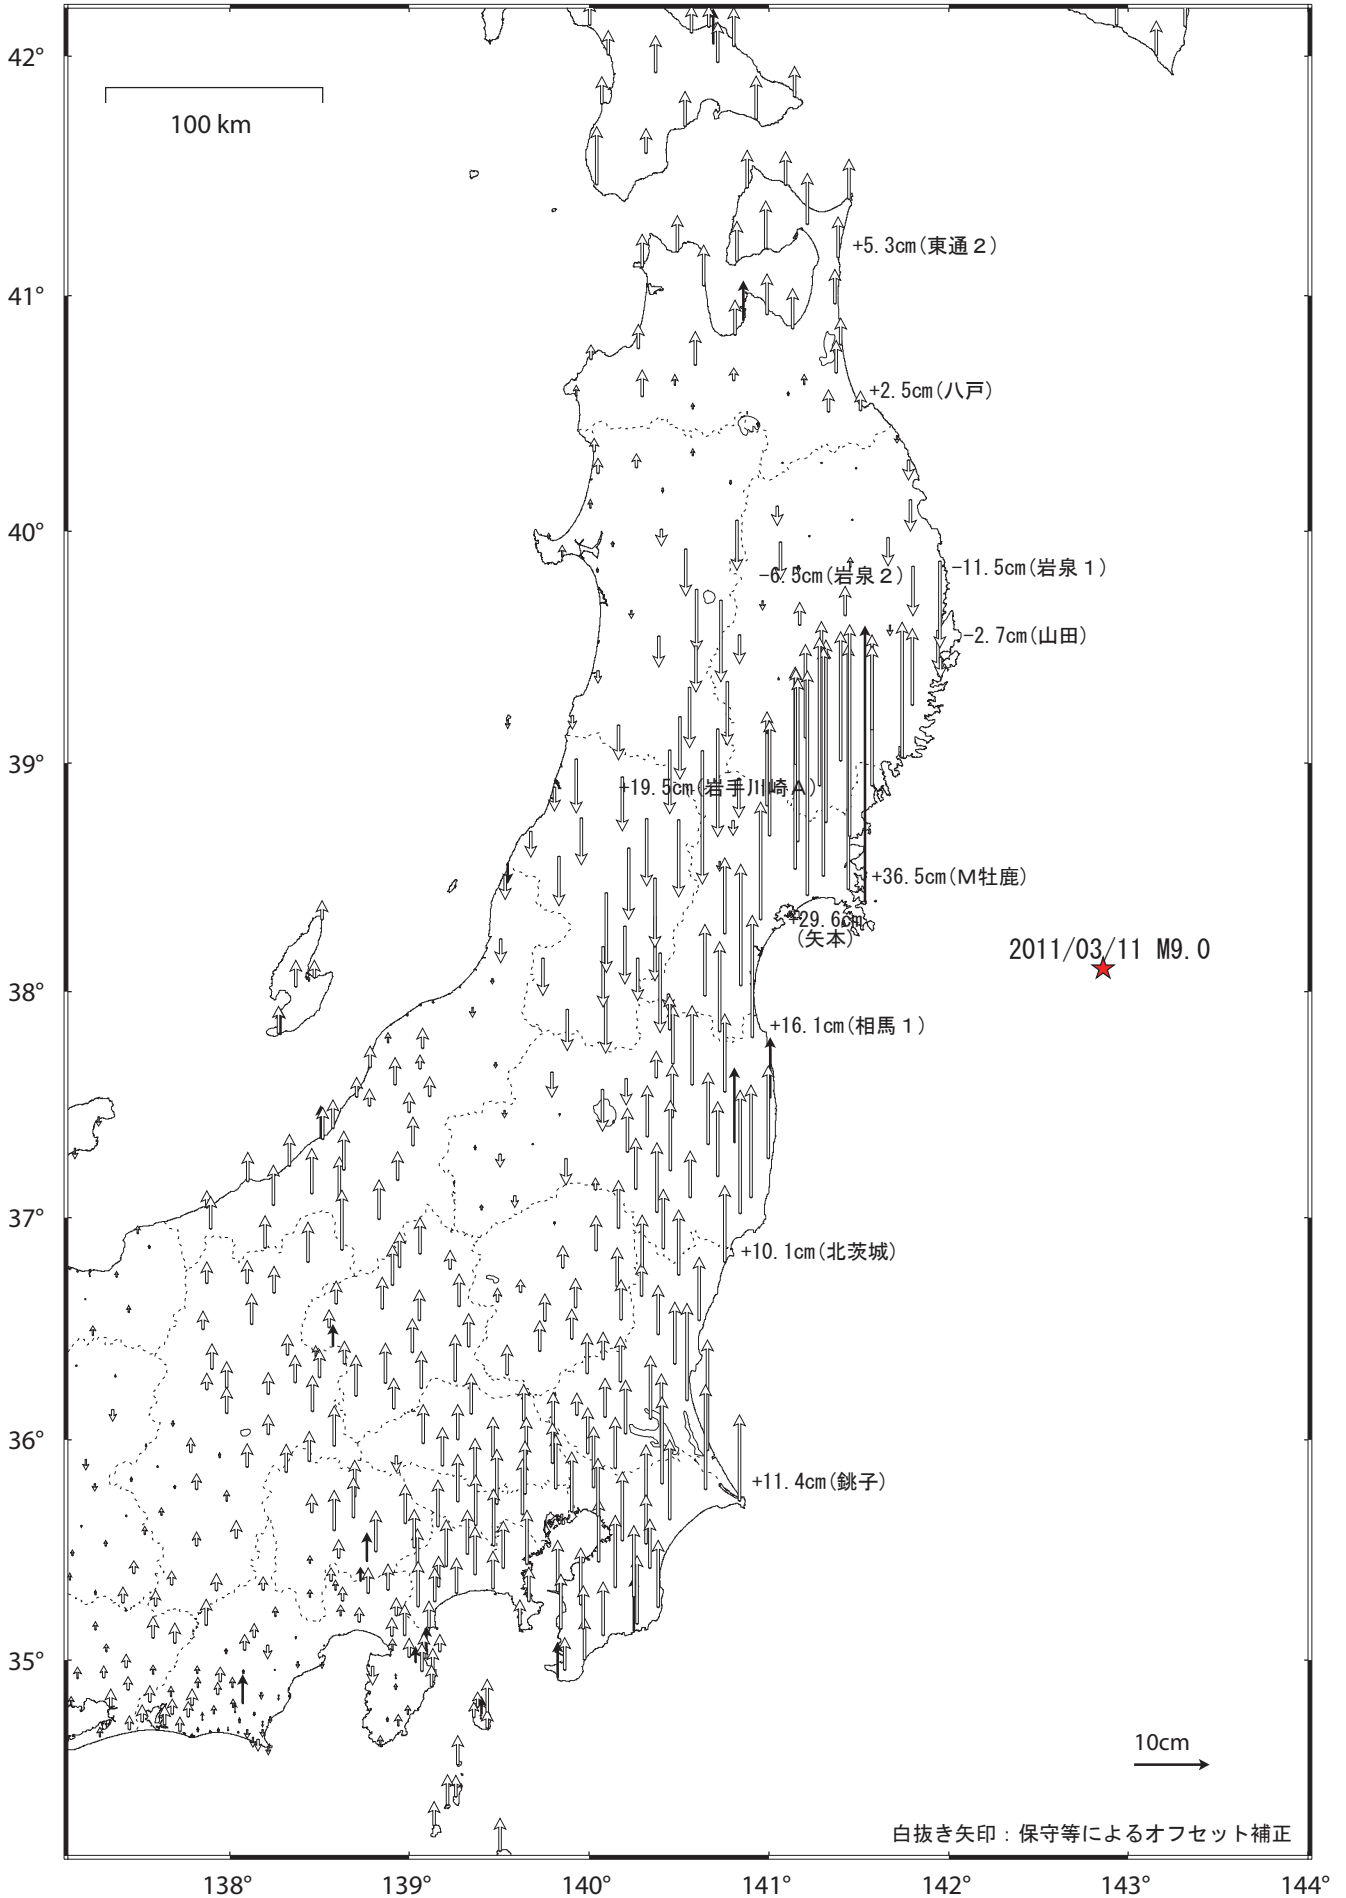 42°
100 km
+5.3cm(東通２)
41°
+2.5cm(八戸)
40°
-11.5cm(岩泉１)
-6.5cm(岩泉２)
-2.7cm(山田)
39°
+19.5cm(岩手川崎Ａ)
+36.5cm(Ｍ牡鹿)
+29.6cm
(矢本)
2011/03/11 M9.0
38°
+16.1cm(相馬１)
37°
+10.1cm(北茨城)
36°
+11.4cm(銚子)
35°
10cm
白抜き矢印：保守等によるオフセット補正
138°
139°
140°
141°
142°
143°
144°